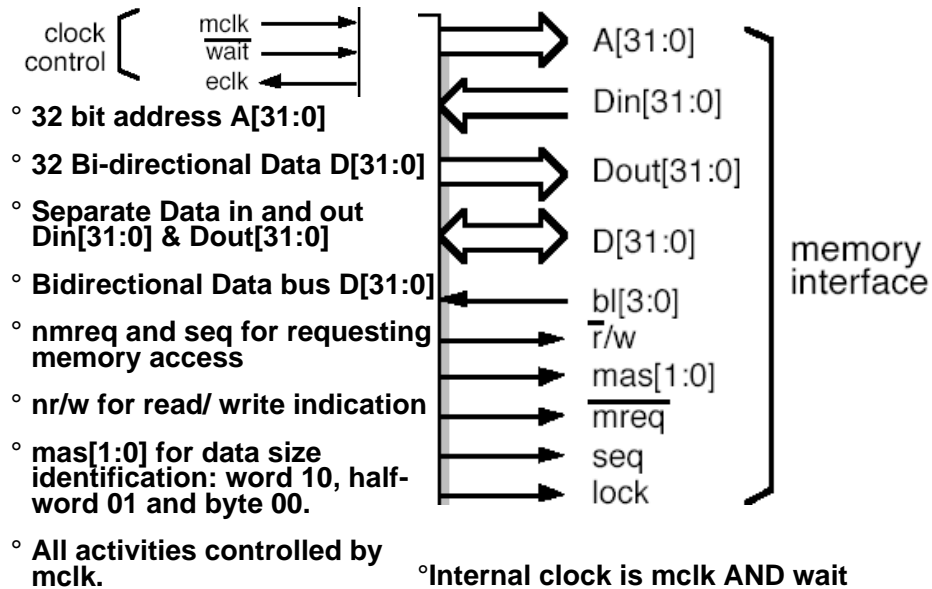 clock
control
mclk
wait
eclk
° 32 bit address A[31:0]
° 32 Bi-directional Data D[31:0]
° Separate Data in and out
Din[31:0] & Dout[31:0]
° Bidirectional Data bus D[31:0]
° nmreq and seq for requesting
memory access
° nr/w for read/ write indication
° mas[1:0] for data size
identification: word 10, half-
word 01 and byte 00.
° All activities controlled by
mclk.
A[31:0]
Din[31:0]
Dout[31:0]
D[31:0]
bl[3:0]
r/w
mas[1:0]
mreq
seq
lock
memory
interface
°Internal clock is mclk AND wait